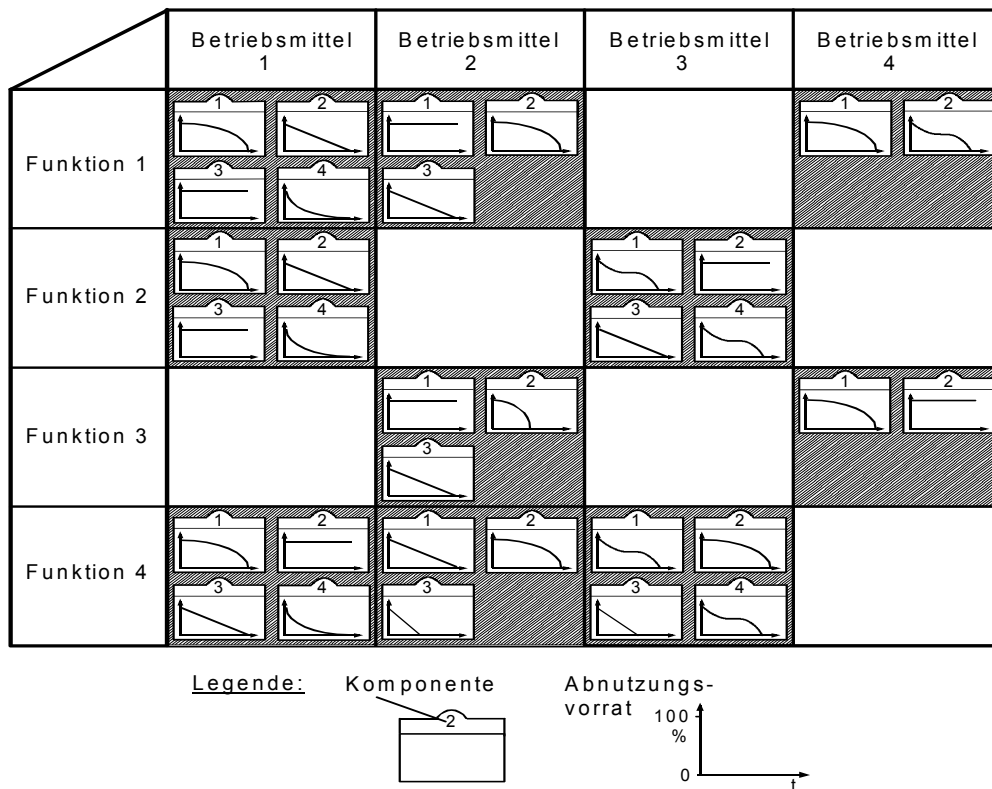 Betriebsmittel Betriebsmittel Betriebsmittel Betriebsmittel
1 2 3 4
1 2 1 2 1 2
Funktion 1
3 4 3
1 2 1 2
Funktion 2
3 4 3 4
1 2 1 2
Funktion 3
3
1 2 1 2 1 2
Funktion 4
3 4 3 3 4
Legende: Komponente Abnutzungs-
vorrat 100
2 %
0
t